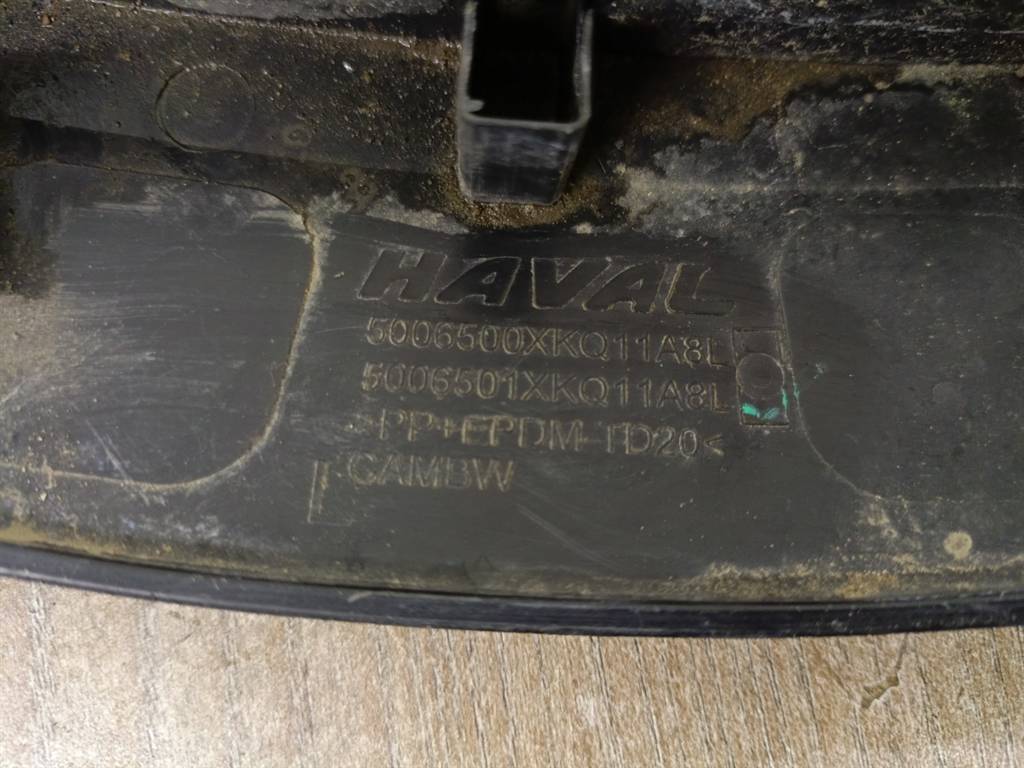 HAVAL
5006500XKQ11A8L
5006501XKQ11A8L
>PP+EPDM-TD20<
CAMBW